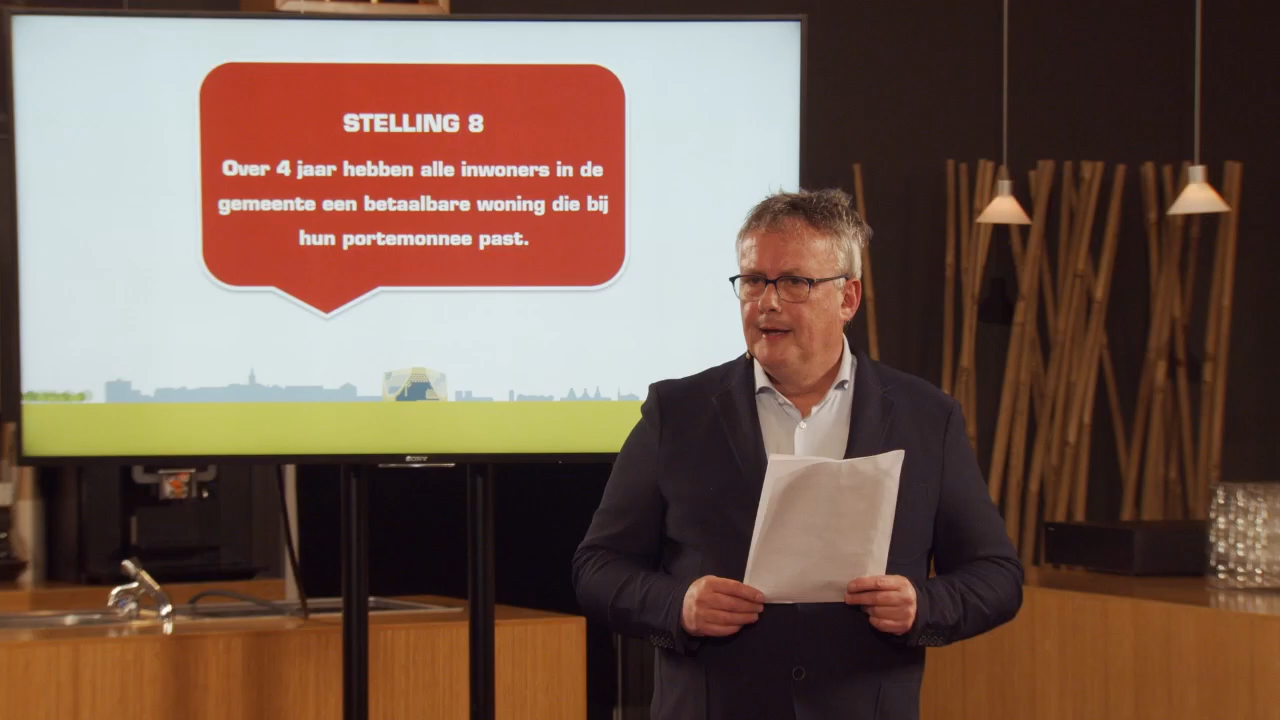 STELLING 8
Over 4 jaar hebben alle inwoners in de
gemeente een betaalbare woning die bij
hun portemonnee past.
SONY